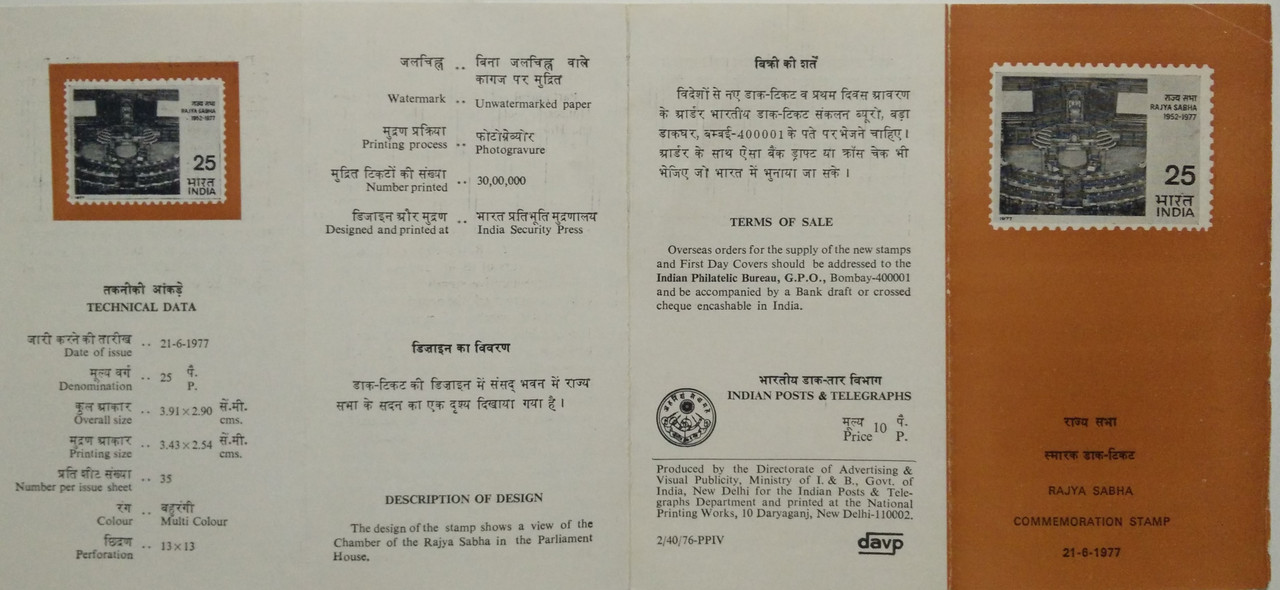 राज्य सभा
RAJYA SABHA
1952-1977
25
भारत
INDIA
तकनीकी आंकड़े
TECHNICAL DATA
जारी करने की तारीख .. 21-6-1977
Date of issue
मूल्य वर्ग .. 25 पै.
Denomination P.
कुल आकार .. 3.91×2.90 सें.मी.
Overall size cms.
मुद्रण आकार .. 3.43×2.54 सें.मी.
Printing size cms.
प्रति शीट संख्या .. 35
Number per issue sheet
रंग .. बहुरंगी
Colour Multi Colour
छिद्रण .. 13×13
Perforation
जलचिह्न .. बिना जलचिह्न वाले
कागज पर मुद्रित
Watermark .. Unwatermarked paper
मुद्रण प्रक्रिया .. फोटोग्रेव्योर
Printing process Photogravure
मुद्रित टिकटों की संख्या .. 30,00,000
Number printed
डिजाइन और मुद्रण .. भारत प्रतिभूति मुद्रणालय
Designed and printed at India Security Press
डिज़ाइन का विवरण
डाक-टिकट की डिज़ाइन में संसद् भवन में राज्य
सभा के सदन का एक दृश्य दिखाया गया है।
DESCRIPTION OF DESIGN
The design of the stamp shows a view of the
Chamber of the Rajya Sabha in the Parliament
House.
बिक्री की शर्तें
विदेशों से नए डाक-टिकट व प्रथम दिवस आवरण
के आर्डर भारतीय डाक-टिकट संकलन ब्यूरो, बड़ा
डाकघर, बम्बई-400001 के पते पर भेजने चाहिए।
आर्डर के साथ ऐसा बैंक ड्राफ्ट या क्रॉस चेक भी
भेजिए जो भारत में भुनाया जा सके।
TERMS OF SALE
Overseas orders for the supply of the new stamps
and First Day Covers should be addressed to the
Indian Philatelic Bureau, G.P.O., Bombay-400001
and be accompanied by a Bank draft or crossed
cheque encashable in India.
भारतीय डाक-तार विभाग
INDIAN POSTS & TELEGRAPHS
मूल्य 10 पै.
Price P.
Produced by the Directorate of Advertising &
Visual Publicity, Ministry of I. & B., Govt. of
India, New Delhi for the Indian Posts & Tele-
graphs Department and printed at the National
Printing Works, 10 Daryaganj, New Delhi-110002.
2/40/76-PPIV
davp
राज्य सभा
RAJYA SABHA
1952-1977
25
भारत
INDIA
1977
राज्य सभा
स्मारक डाक-टिकट
RAJYA SABHA
COMMEMORATION STAMP
21-6-1977